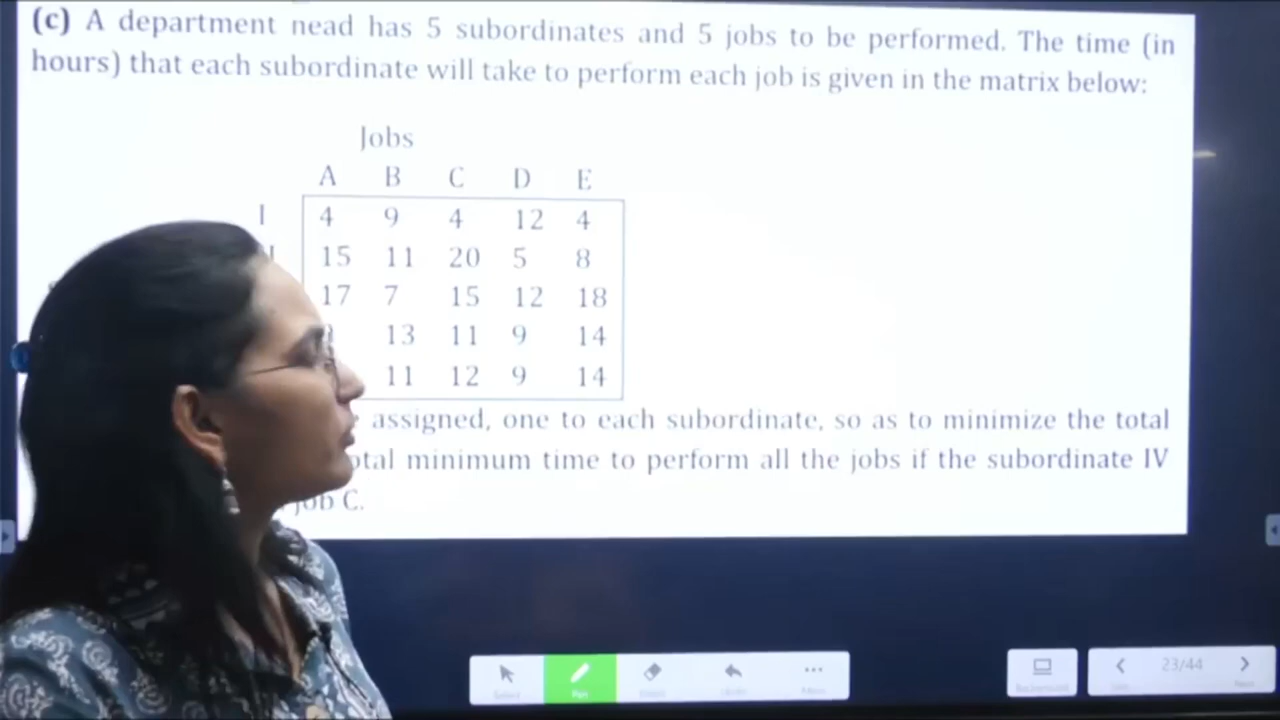 (c) A department nead has 5 subordinates and 5 jobs to be performed. The time (in
hours) that each subordinate will take to perform each job is given in the matrix below:
Jobs
A B C D E
I 4 9 4 12 4
15 11 20 5 8
17 7 15 12 18
13 11 9 14
11 12 9 14
assigned, one to each subordinate, so as to minimize the total
minimum time to perform all the jobs if the subordinate IV
C.
23/44